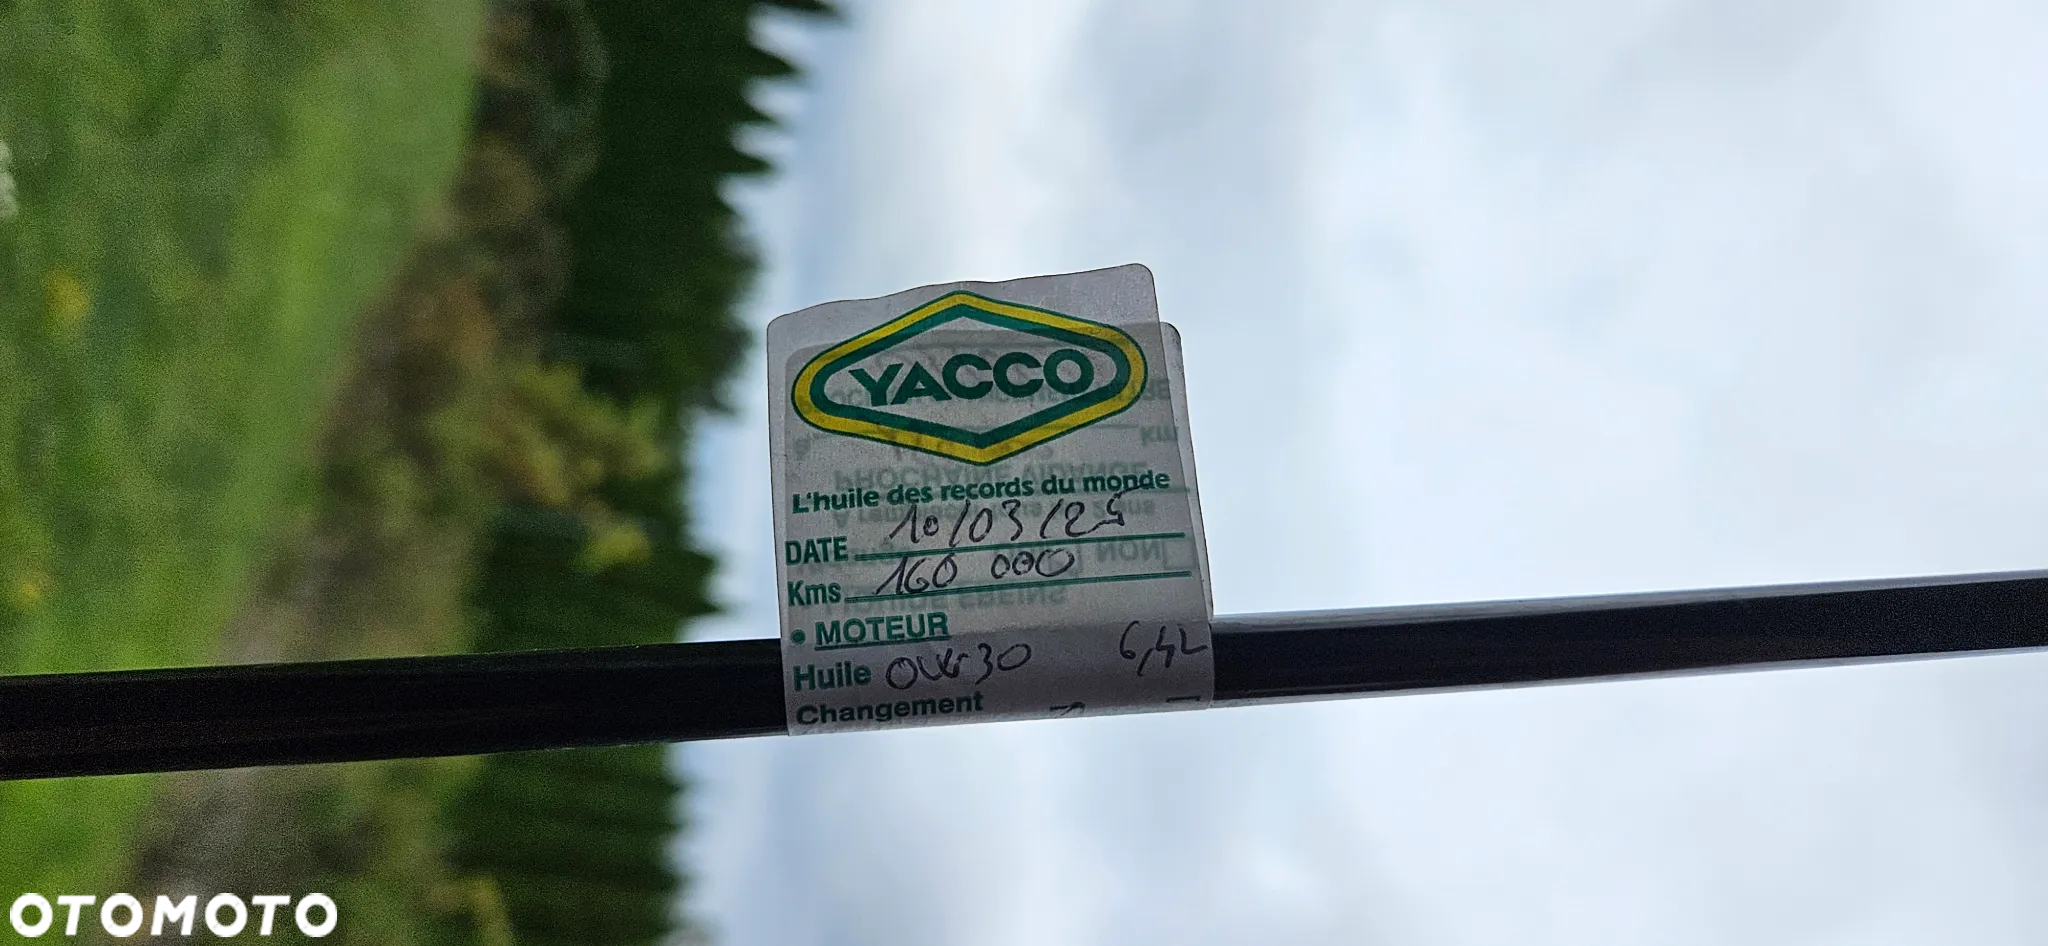 YACCO
L'huile des records du monde
DATE 10/03/25
Kms 160 000
• MOTEUR
Huile 0W30 6,4L
Changement
OTOMOTO